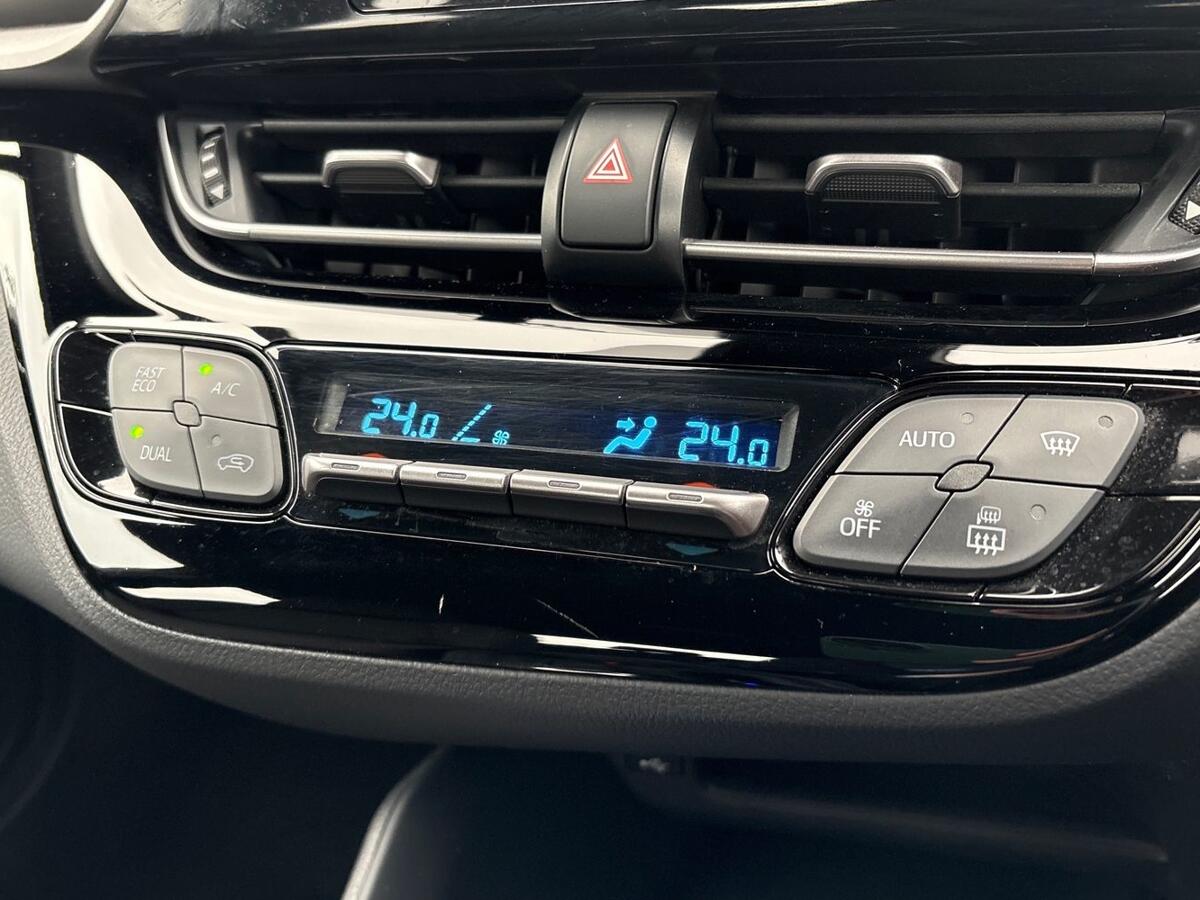 FAST
ECO
A/C
DUAL
24.0
24.0
AUTO
OFF